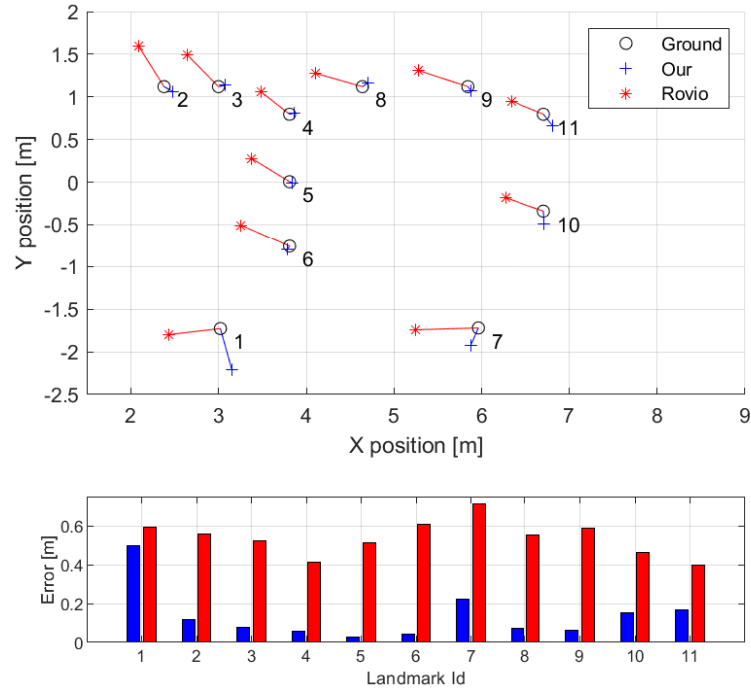 2
1.5
1
0.5
0
-0.5
-1
-1.5
-2
-2.5
Y position [m]
Ground
Our
Rovio
2
3
4
8
9
11
5
6
10
1
7
2 3 4 5 6 7 8 9
X position [m]
0.6
0.4
0.2
0
Error [m]
1 2 3 4 5 6 7 8 9 10 11
Landmark Id